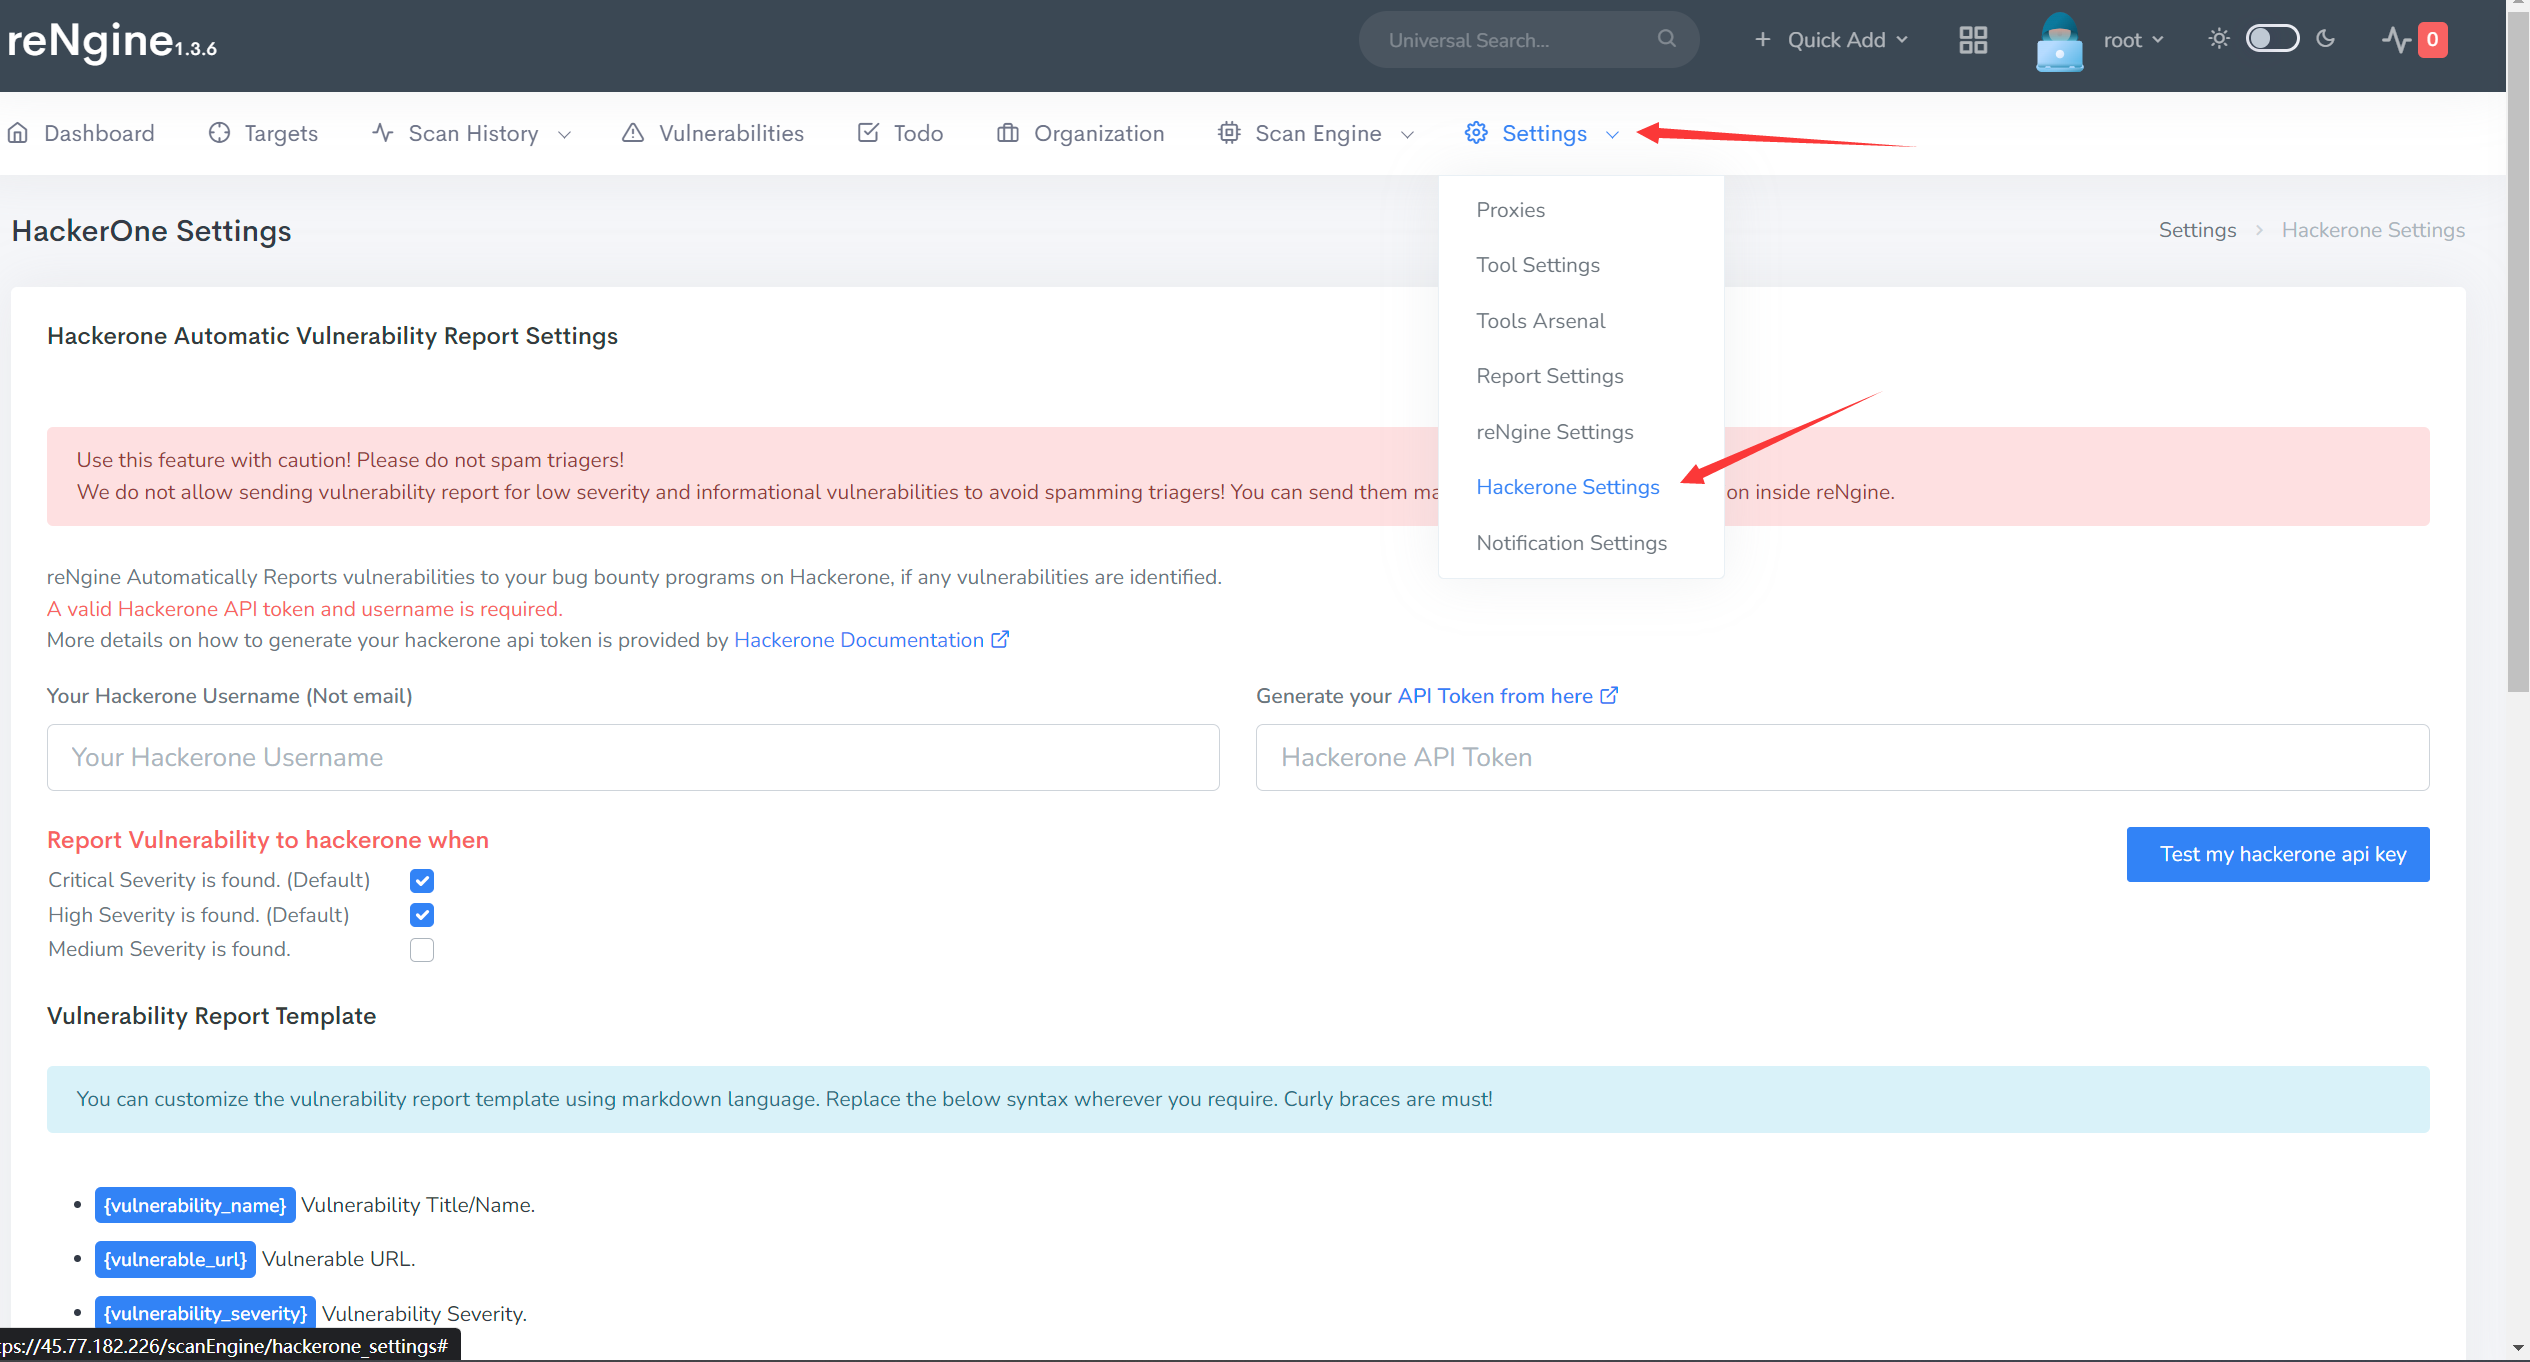 reNgine1.3.6
Universal Search...
Quick Add
root
0
Dashboard
Targets
Scan History
Vulnerabilities
Todo
Organization
Scan Engine
Settings
Proxies
Tool Settings
Tools Arsenal
Report Settings
reNgine Settings
Hackerone Settings
Notification Settings
HackerOne Settings
Settings > Hackerone Settings
Hackerone Automatic Vulnerability Report Settings
Use this feature with caution! Please do not spam triagers!
We do not allow sending vulnerability report for low severity and informational vulnerabilities to avoid spamming triagers! You can send them ma on inside reNgine.
reNgine Automatically Reports vulnerabilities to your bug bounty programs on Hackerone, if any vulnerabilities are identified.
A valid Hackerone API token and username is required.
More details on how to generate your hackerone api token is provided by Hackerone Documentation
Your Hackerone Username (Not email)
Generate your API Token from here
Your Hackerone Username
Hackerone API Token
Report Vulnerability to hackerone when
Test my hackerone api key
Critical Severity is found. (Default)
High Severity is found. (Default)
Medium Severity is found.
Vulnerability Report Template
You can customize the vulnerability report template using markdown language. Replace the below syntax wherever you require. Curly braces are must!
• {vulnerability_name} Vulnerability Title/Name.
• {vulnerable_url} Vulnerable URL.
• {vulnerability_severity} Vulnerability Severity.
tps://45.77.182.226/scanEngine/hackerone_settings#